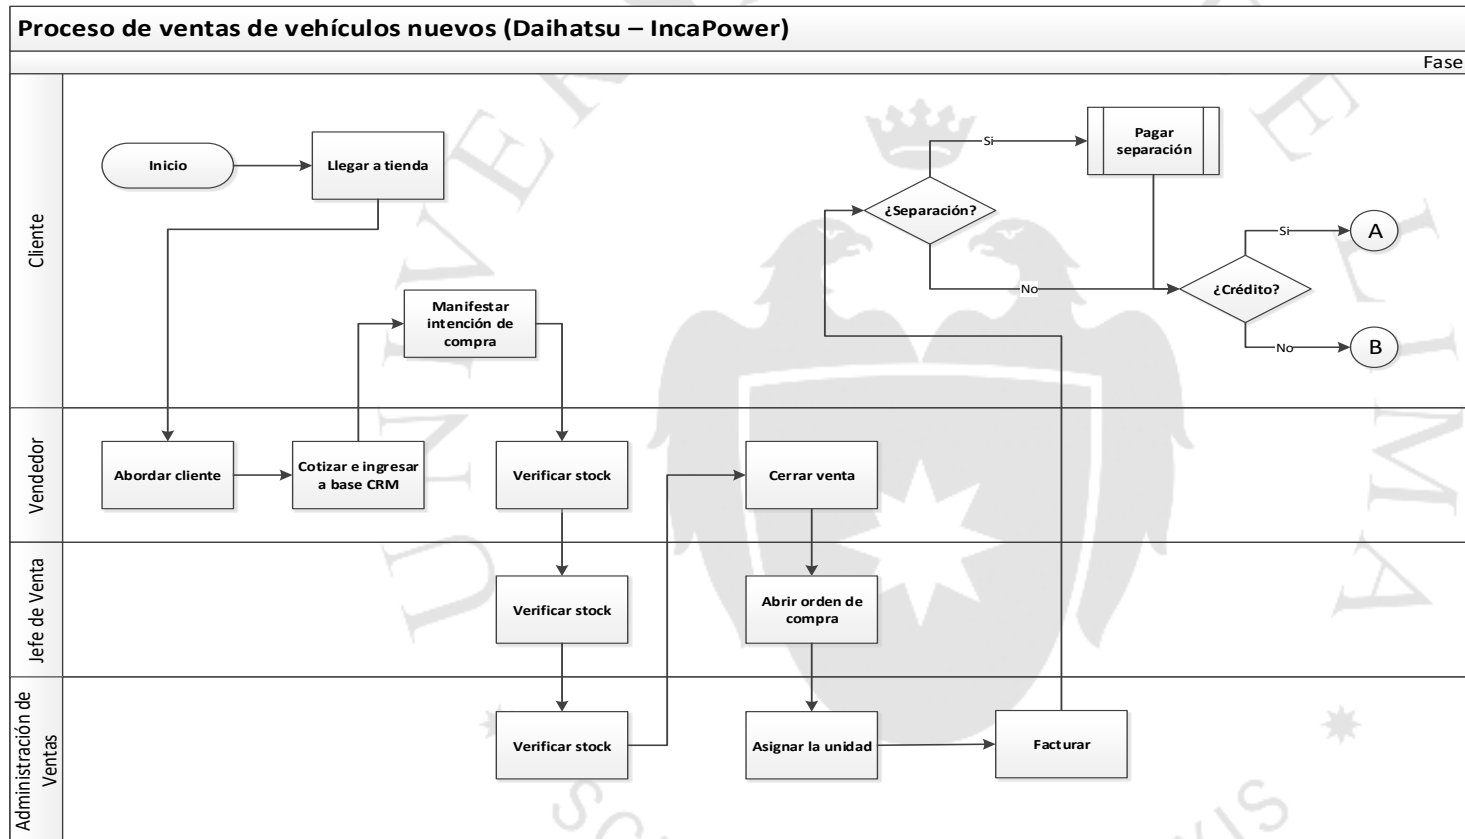 Proceso de ventas de vehículos nuevos (Daihatsu – IncaPower)
Fase
Cliente
Inicio
Llegar a tienda
Manifestar
intención de
compra
¿Separación?
Si
No
Pagar
separación
¿Crédito?
Si
A
No
B
Vendedor
Abordar cliente
Cotizar e ingresar
a base CRM
Verificar stock
Cerrar venta
Jefe de Venta
Verificar stock
Abrir orden de
compra
Administración de
Ventas
Verificar stock
Asignar la unidad
Facturar